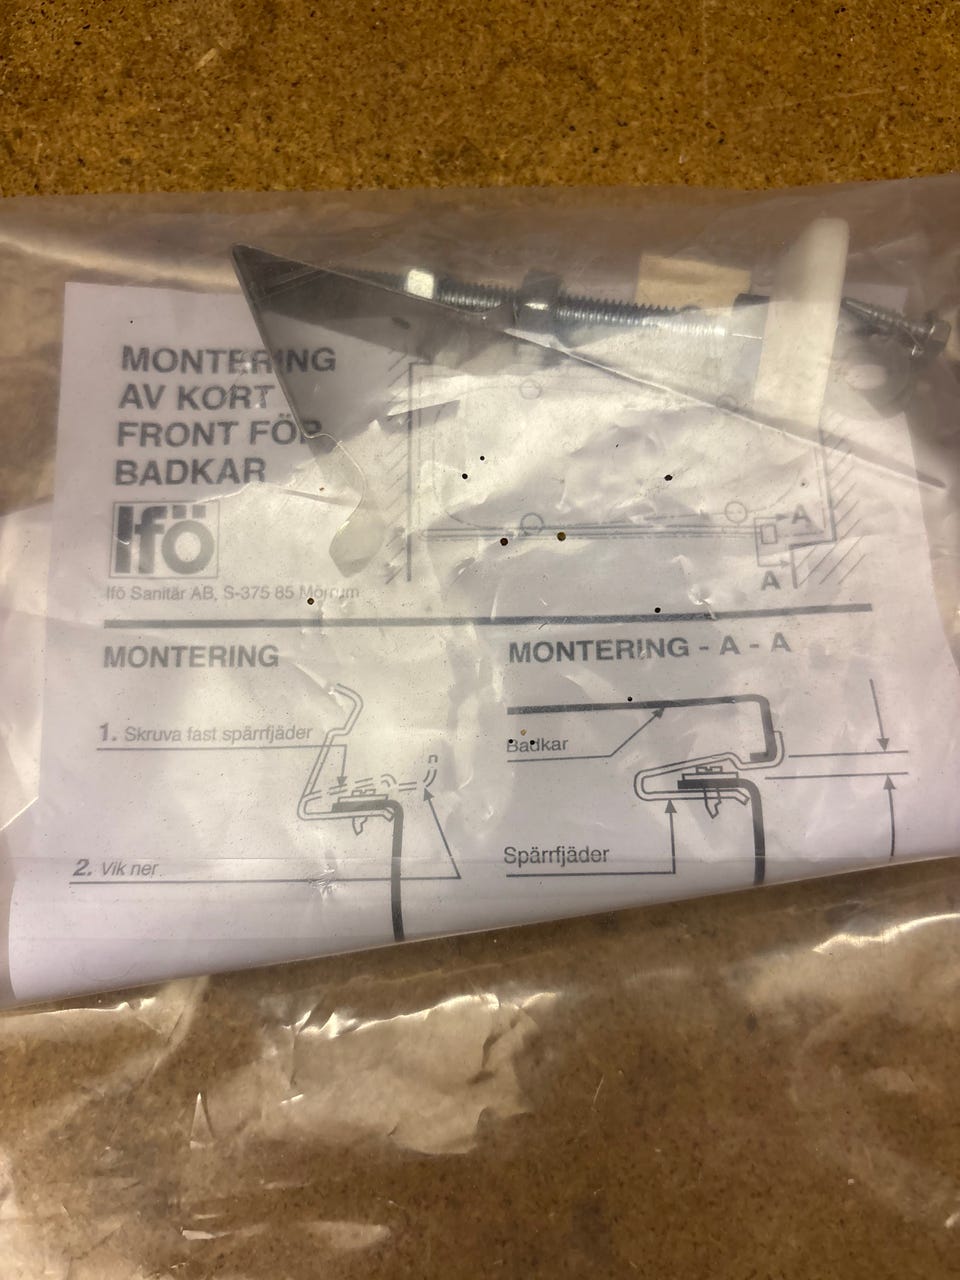 MONTERING
AV KORT
FRONT FÖR
BADKAR
Ifö
Ifö Sanitär AB, S-375 85 Mörrum
A
A
MONTERING
1. Skruva fast spärrfjäder
2. Vik ner
MONTERING - A - A
Badkar
Spärrfjäder